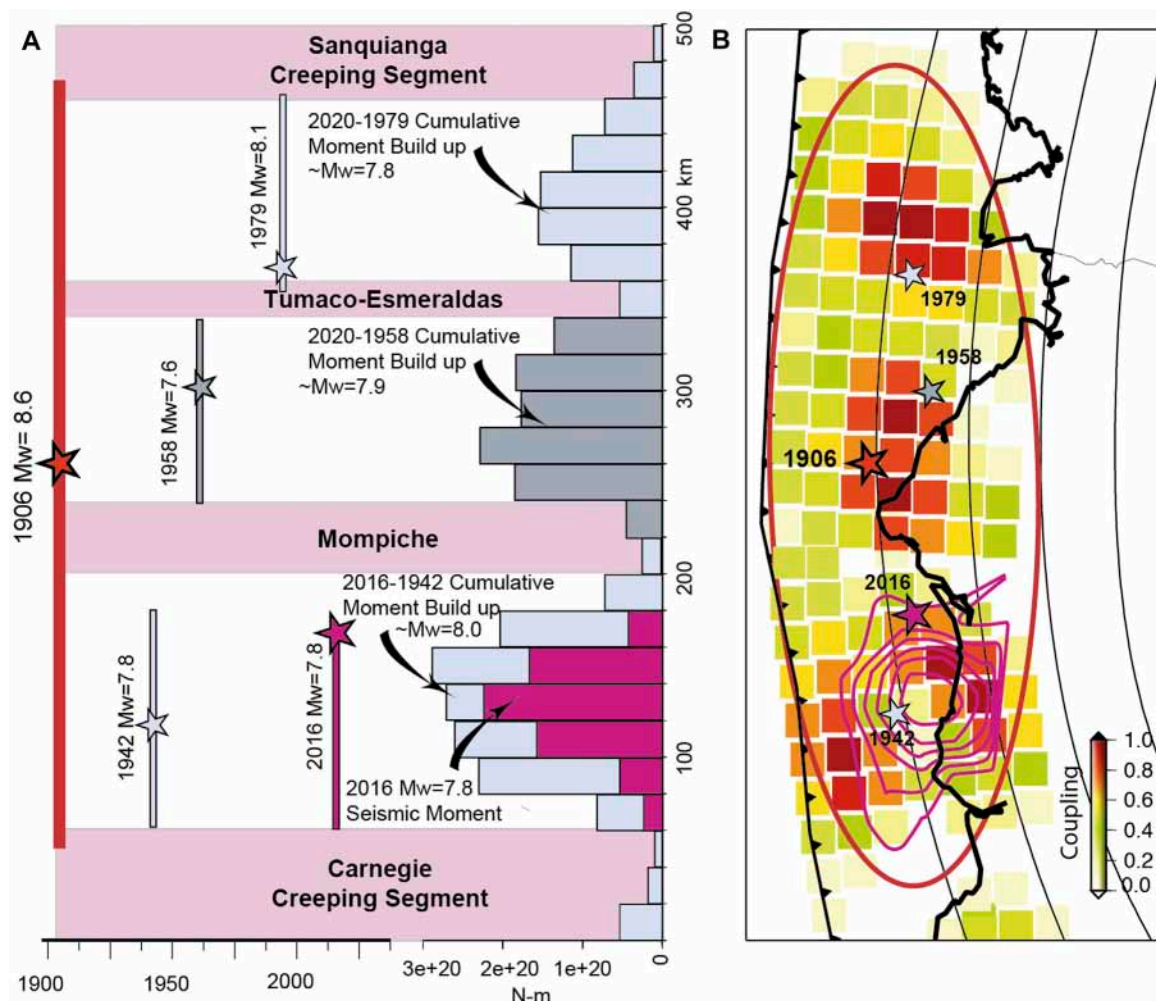 A
Sanquianga
Creeping Segment
2020-1979 Cumulative
Moment Build up
~Mw=7.8
1979 Mw=8.1
Tumaco-Esmeraldas
2020-1958 Cumulative
Moment Build up
~Mw=7.9
1958 Mw=7.6
1906 Mw= 8.6
Mompiche
2016-1942 Cumulative
Moment Build up
~Mw=8.0
1942 Mw=7.8
2016 Mw=7.8
2016 Mw=7.8
Seismic Moment
Carnegie
Creeping Segment
500
400 km
300
200
100
0
1900
1950
2000
3e+20
2e+20
1e+20
N-m
B
1979
1958
1906
2016
1942
Coupling
1.0
0.8
0.6
0.4
0.2
0.0